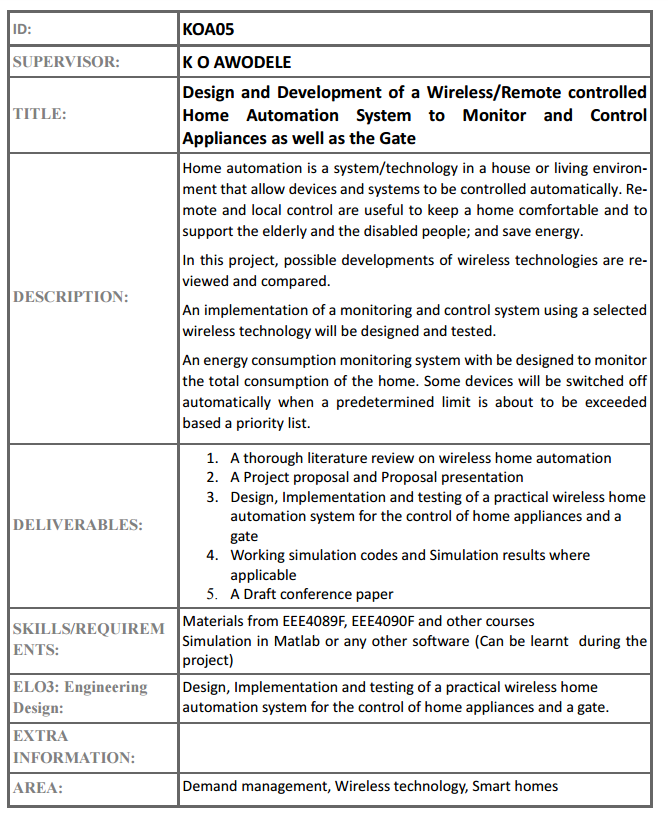 ID:
KOA05
SUPERVISOR:
K O AWODELE
TITLE:
Design and Development of a Wireless/Remote controlled
Home Automation System to Monitor and Control
Appliances as well as the Gate
DESCRIPTION:
Home automation is a system/technology in a house or living environ-
ment that allow devices and systems to be controlled automatically. Re-
mote and local control are useful to keep a home comfortable and to
support the elderly and the disabled people; and save energy.
In this project, possible developments of wireless technologies are re-
viewed and compared.
An implementation of a monitoring and control system using a selected
wireless technology will be designed and tested.
An energy consumption monitoring system with be designed to monitor
the total consumption of the home. Some devices will be switched off
automatically when a predetermined limit is about to be exceeded
based a priority list.
DELIVERABLES:
1. A thorough literature review on wireless home automation
2. A Project proposal and Proposal presentation
3. Design, Implementation and testing of a practical wireless home
automation system for the control of home appliances and a
gate
4. Working simulation codes and Simulation results where
applicable
5. A Draft conference paper
SKILLS/REQUIREM
ENTS:
Materials from EEE4089F, EEE4090F and other courses
Simulation in Matlab or any other software (Can be learnt during the
project)
ELO3: Engineering
Design:
Design, Implementation and testing of a practical wireless home
automation system for the control of home appliances and a gate.
EXTRA
INFORMATION:
AREA:
Demand management, Wireless technology, Smart homes